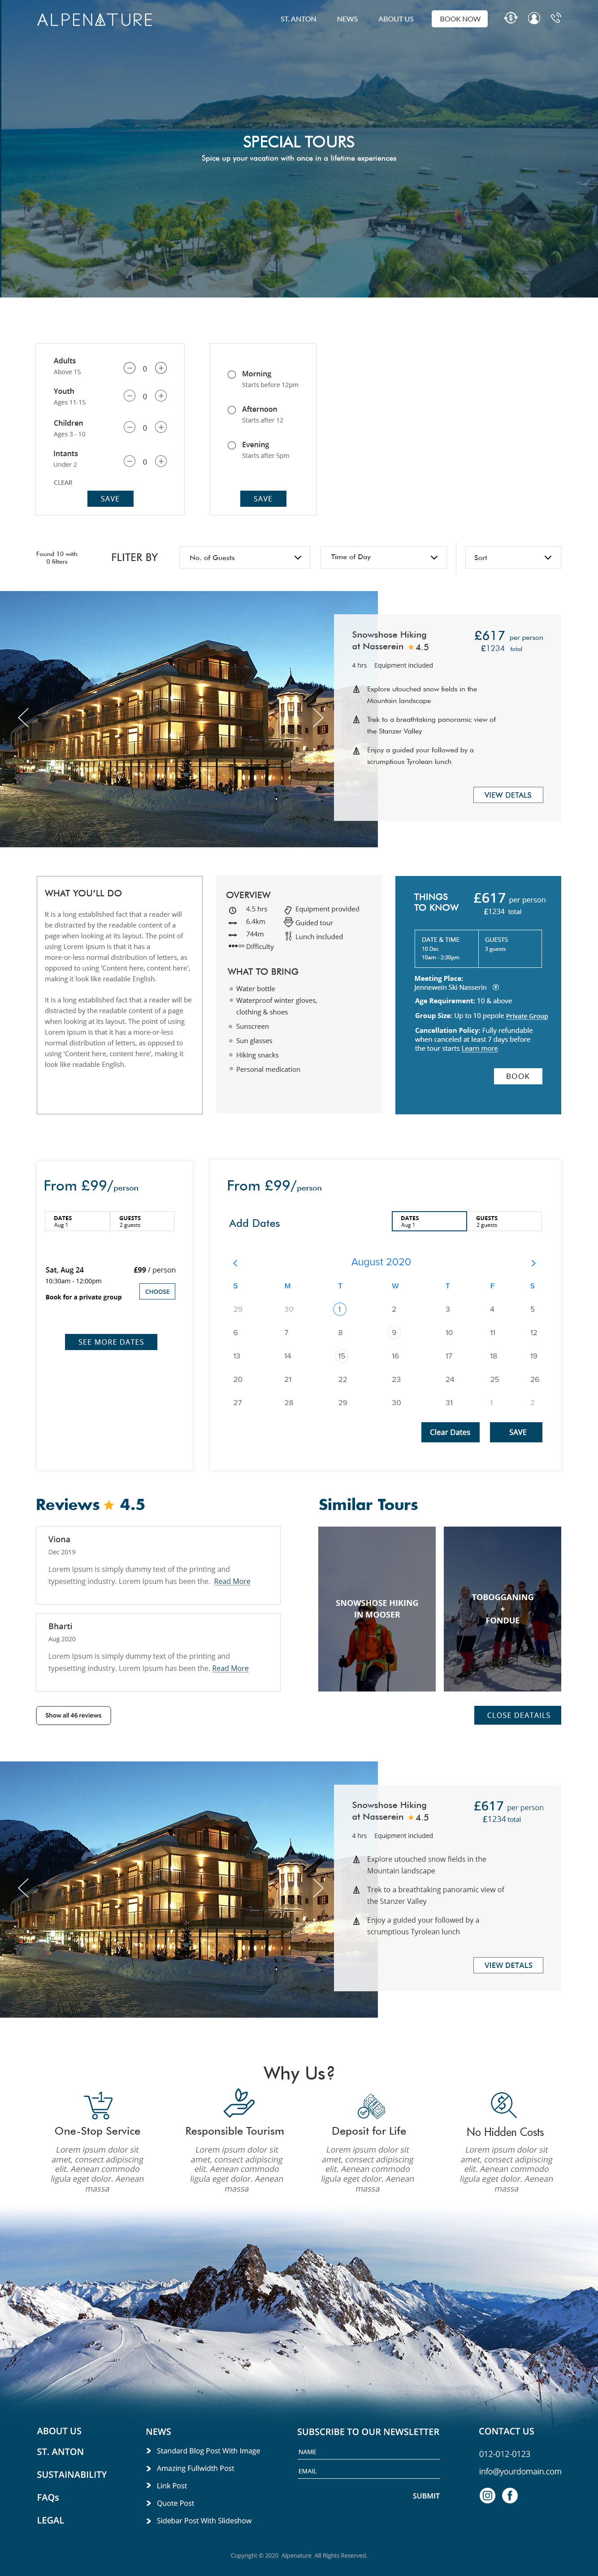 ALPENATURE
ST. ANTON
NEWS
ABOUT US
BOOK NOW
SPECIAL TOURS
Spice up your vacation with once in a lifetime experiences
Adults
Above 15
0
Youth
Ages 11-15
0
Children
Ages 3 - 10
0
Intants
Under 2
0
CLEAR
SAVE
Morning
Starts before 12pm
Afternoon
Starts after 12
Evening
Starts after 5pm
SAVE
Found 10 with
0 filters
FLITER BY
No. of Guests
Time of Day
Sort
Snowshose Hiking
at Nasserein 4.5
£617 per person
£1234 total
4 hrs Equipment included
Explore utouched snow fields in the
Mountain landscape
Trek to a breathtaking panoramic view of
the Stanzer Valley
Enjoy a guided your followed by a
scrumptious Tyrolean lunch
VIEW DETALS
WHAT YOU'LL DO
It is a long established fact that a reader will
be distracted by the readable content of a
page when looking at its layout. The point of
using Lorem Ipsum is that it has a
more-or-less normal distribution of letters, as
opposed to using 'Content here, content here',
making it look like readable English.
It is a long established fact that a reader will be
distracted by the readable content of a page
when looking at its layout. The point of using
Lorem Ipsum is that it has a more-or-less
normal distribution of letters, as opposed to
using 'Content here, content here', making it
look like readable English.
OVERVIEW
4.5 hrs
6.4km
744m
Difficulty
Equipment provided
Guided tour
Lunch included
WHAT TO BRING
Water bottle
Waterproof winter gloves,
clothing & shoes
Sunscreen
Sun glasses
Hiking snacks
Personal medication
THINGS
TO KNOW
£617 per person
£1234 total
DATE & TIME
10 Dec
10am - 2:30pm
GUESTS
3 guests
Meeting Place:
Jennewein Ski Nasserin
Age Requirement: 10 & above
Group Size: Up to 10 pepole Private Group
Cancellation Policy: Fully refundable
when canceled at least 7 days before
the tour starts Learn more
BOOK
From £99/person
DATES
Aug 1
GUESTS
2 guests
Sat, Aug 24
£99 / person
10:30am - 12:00pm
Book for a private group
CHOOSE
SEE MORE DATES
From £99/person
Add Dates
DATES
Aug 1
GUESTS
2 guests
August 2020
S M T W T F S
29 30 1 2 3 4 5
6 7 8 9 10 11 12
13 14 15 16 17 18 19
20 21 22 23 24 25 26
27 28 29 30 31 1 2
Clear Dates
SAVE
Reviews 4.5
Viona
Dec 2019
Lorem Ipsum is simply dummy text of the printing and
typesetting industry. Lorem Ipsum has been the. Read More
Bharti
Aug 2020
Lorem Ipsum is simply dummy text of the printing and
typesetting industry. Lorem Ipsum has been the. Read More
Show all 46 reviews
Similar Tours
SNOWSHOSE HIKING
IN MOOSER
TOBOGGANING
+
FONDUE
CLOSE DEATAILS
Snowshose Hiking
at Nasserein 4.5
£617 per person
£1234 total
4 hrs Equipment included
Explore utouched snow fields in the
Mountain landscape
Trek to a breathtaking panoramic view of
the Stanzer Valley
Enjoy a guided your followed by a
scrumptious Tyrolean lunch
VIEW DETALS
Why Us?
One-Stop Service
Lorem ipsum dolor sit
amet, consect adipiscing
elit. Aenean commodo
ligula eget dolor. Aenean
massa
Responsible Tourism
Lorem ipsum dolor sit
amet, consect adipiscing
elit. Aenean commodo
ligula eget dolor. Aenean
massa
Deposit for Life
Lorem ipsum dolor sit
amet, consect adipiscing
elit. Aenean commodo
ligula eget dolor. Aenean
massa
No Hidden Costs
Lorem ipsum dolor sit
amet, consect adipiscing
elit. Aenean commodo
ligula eget dolor. Aenean
massa
ABOUT US
ST. ANTON
SUSTAINABILITY
FAQs
LEGAL
NEWS
Standard Blog Post With Image
Amazing Fullwidth Post
Link Post
Quote Post
Sidebar Post With Slideshow
SUBSCRIBE TO OUR NEWSLETTER
NAME
EMAIL
SUBMIT
CONTACT US
012-012-0123
info@yourdomain.com
Copyright © 2020 Alpenature All Rights Reserved.